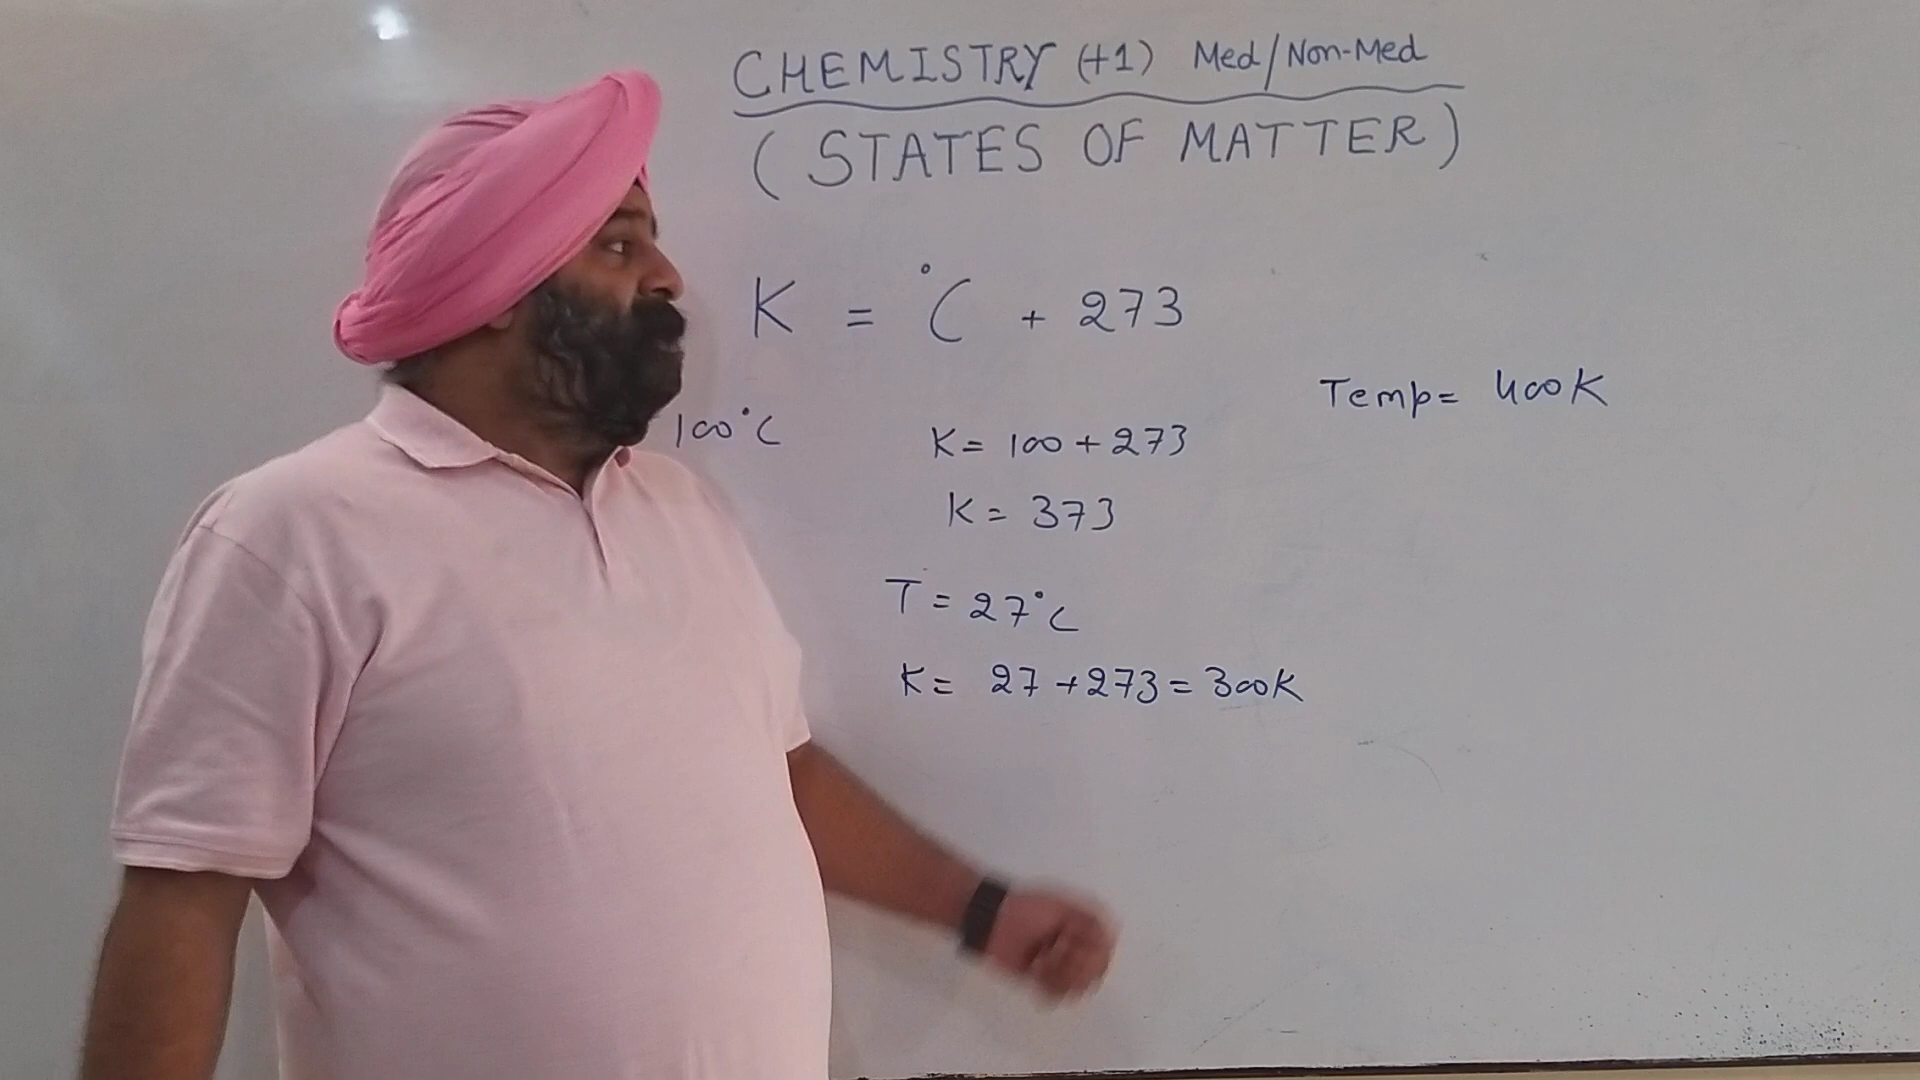 CHEMISTRY (+1) Med/Non-Med
(STATES OF MATTER)
K = °C + 273
Temp = 400K
100°C
K = 100 + 273
K = 373
T = 27°C
K = 27 + 273 = 300K